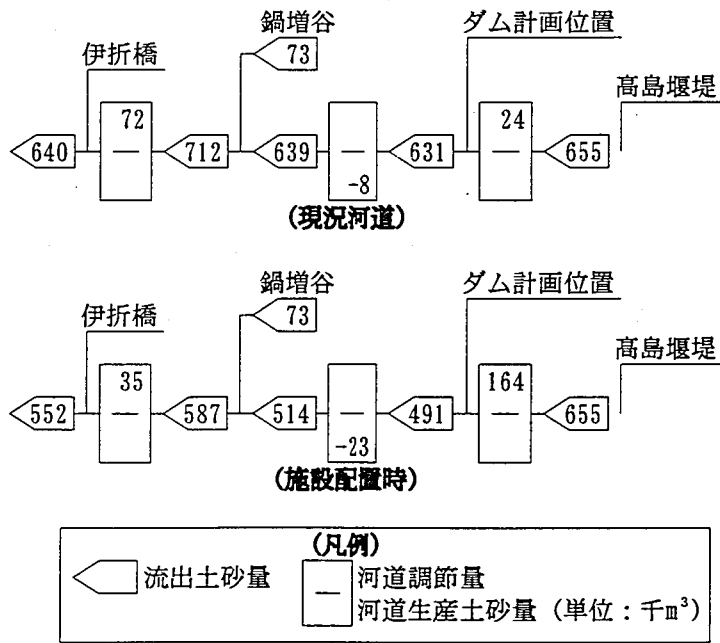 鍋増谷
ダム計画位置
伊折橋
73
高島堰堤
72
24
640
712
639
631
655
-8
(現況河道)
鍋増谷
ダム計画位置
伊折橋
73
高島堰堤
35
164
552
587
514
491
655
-23
(施設配置時)
(凡例)
流出土砂量
河道調節量
河道生産土砂量 (単位：千m³)